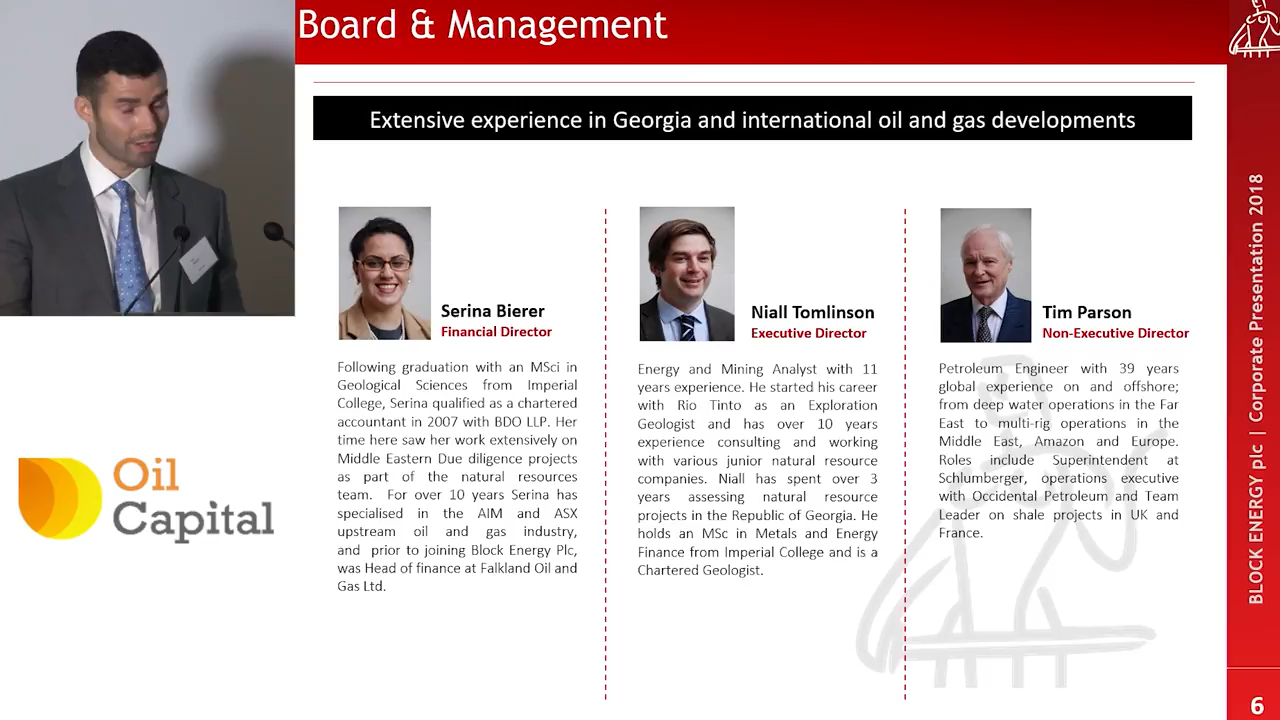 Board & Management
Extensive experience in Georgia and international oil and gas developments
Serina Bierer
Financial Director
Following graduation with an MSci in
Geological Sciences from Imperial
College, Serina qualified as a chartered
accountant in 2007 with BDO LLP. Her
time here saw her work extensively on
Middle Eastern Due diligence projects
as part of the natural resources
team. For over 10 years Serina has
specialised in the AIM and ASX
upstream oil and gas industry,
and prior to joining Block Energy Plc,
was Head of finance at Falkland Oil and
Gas Ltd.
Niall Tomlinson
Executive Director
Energy and Mining Analyst with 11
years experience. He started his career
with Rio Tinto as an Exploration
Geologist and has over 10 years
experience consulting and working
with various junior natural resource
companies. Niall has spent over 3
years assessing natural resource
projects in the Republic of Georgia. He
holds an MSc in Metals and Energy
Finance from Imperial College and is a
Chartered Geologist.
Tim Parson
Non-Executive Director
Petroleum Engineer with 39 years
global experience on and offshore;
from deep water operations in the Far
East to multi-rig operations in the
Middle East, Amazon and Europe.
Roles include Superintendent at
Schlumberger, operations executive
with Occidental Petroleum and Team
Leader on shale projects in UK and
France.
Oil
Capital
BLOCK ENERGY plc | Corporate Presentation 2018
6